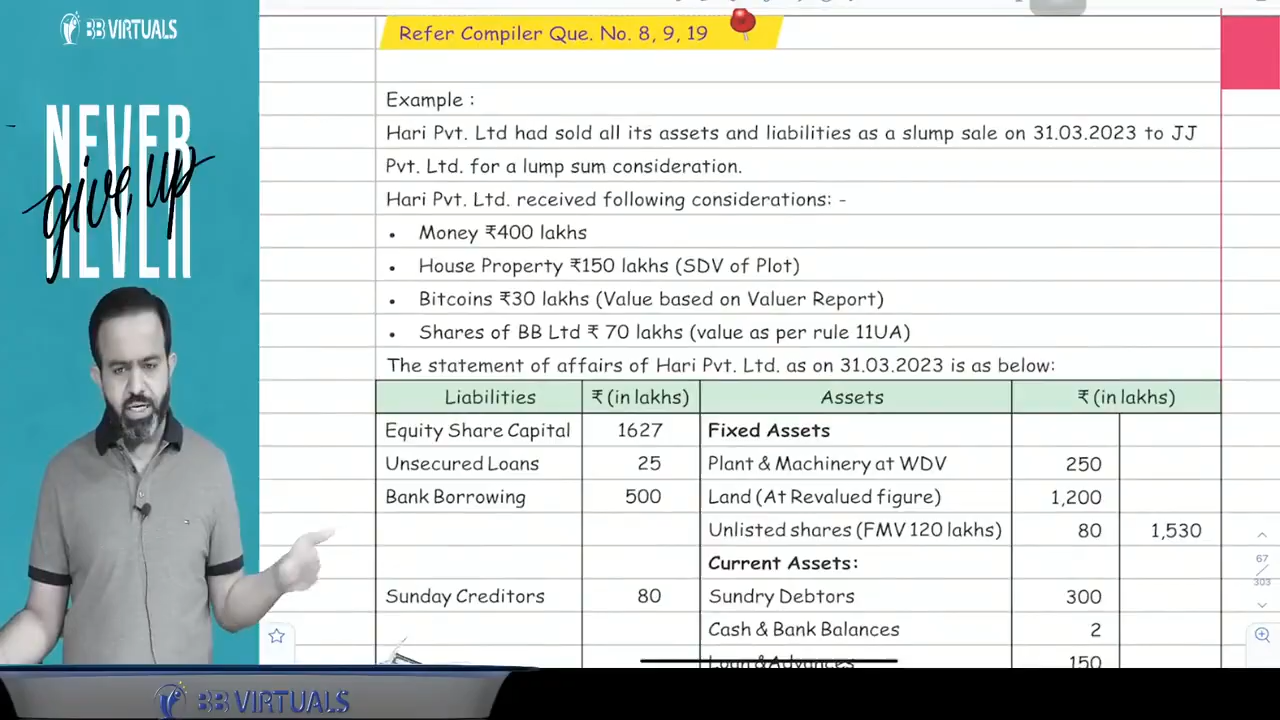 BB VIRTUALS
NEVER
give up
NEVER
Refer Compiler Que. No. 8, 9, 19
Example :
Hari Pvt. Ltd had sold all its assets and liabilities as a slump sale on 31.03.2023 to JJ
Pvt. Ltd. for a lump sum consideration.
Hari Pvt. Ltd. received following considerations: -
• Money ₹400 lakhs
• House Property ₹150 lakhs (SDV of Plot)
• Bitcoins ₹30 lakhs (Value based on Valuer Report)
• Shares of BB Ltd ₹ 70 lakhs (value as per rule 11UA)
The statement of affairs of Hari Pvt. Ltd. as on 31.03.2023 is as below:
Liabilities ₹ (in lakhs) Assets ₹ (in lakhs)
Equity Share Capital 1627 Fixed Assets
Unsecured Loans 25 Plant & Machinery at WDV 250
Bank Borrowing 500 Land (At Revalued figure) 1,200
Unlisted shares (FMV 120 lakhs) 80 1,530
Current Assets:
Sunday Creditors 80 Sundry Debtors 300
Cash & Bank Balances 2
Loan & Advances 150
67
303
BB VIRTUALS